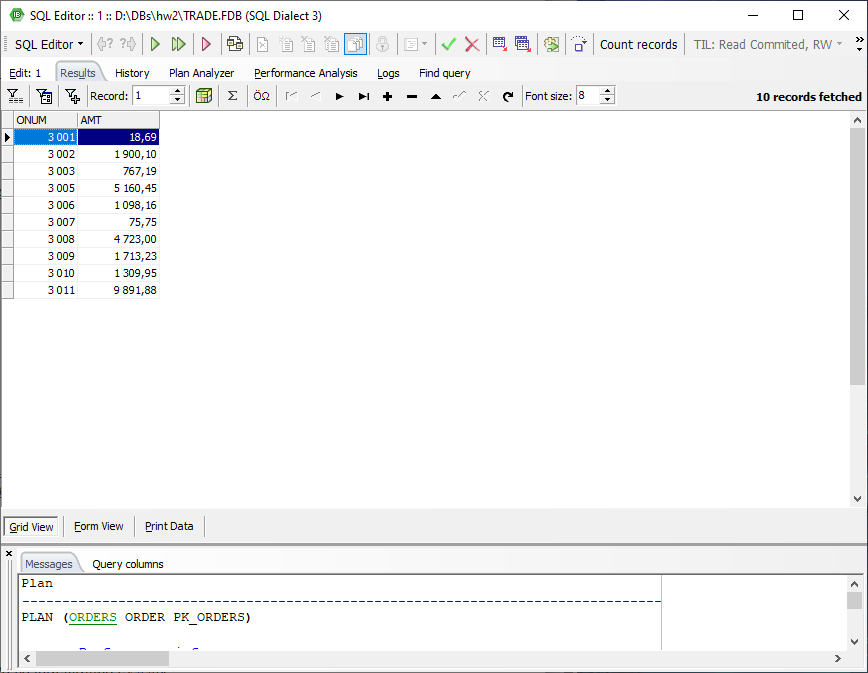 SQL Editor :: 1 :: D:\DBs\hw2\TRADE.FDB (SQL Dialect 3)
SQL Editor Count records TIL: Read Commited, RW
Edit: 1 Results History Plan Analyzer Performance Analysis Logs Find query
Record: 1 Σ ÖΩ Font size: 8 10 records fetched
ONUM AMT
3 001 18,69
3 002 1 900,10
3 003 767,19
3 005 5 160,45
3 006 1 098,16
3 007 75,75
3 008 4 723,00
3 009 1 713,23
3 010 1 309,95
3 011 9 891,88
Grid View Form View Print Data
Messages Query columns
Plan
--------------------------------------------------------------------------------
PLAN (ORDERS ORDER PK_ORDERS)